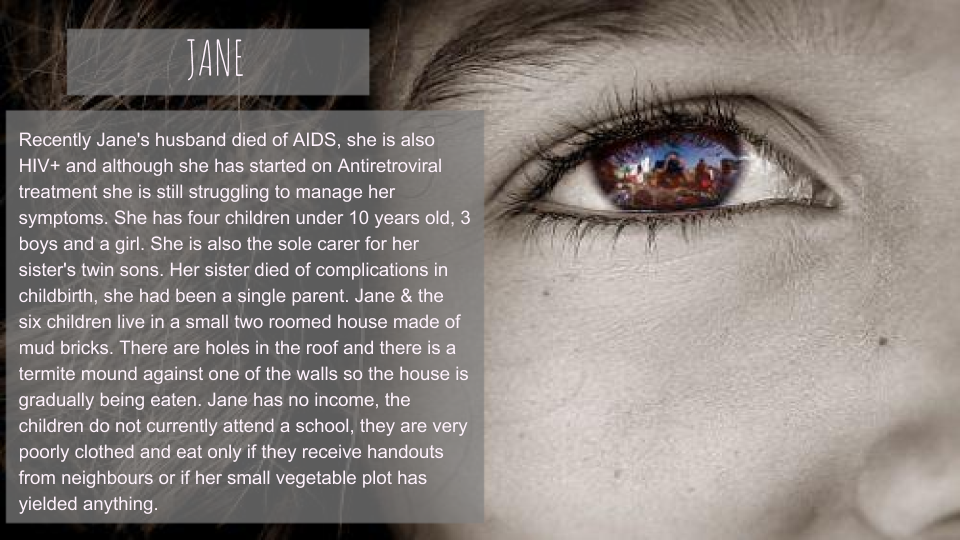 JANE
Recently Jane's husband died of AIDS, she is also
HIV+ and although she has started on Antiretroviral
treatment she is still struggling to manage her
symptoms. She has four children under 10 years old, 3
boys and a girl. She is also the sole carer for her
sister's twin sons. Her sister died of complications in
childbirth, she had been a single parent. Jane & the
six children live in a small two roomed house made of
mud bricks. There are holes in the roof and there is a
termite mound against one of the walls so the house is
gradually being eaten. Jane has no income, the
children do not currently attend a school, they are very
poorly clothed and eat only if they receive handouts
from neighbours or if her small vegetable plot has
yielded anything.